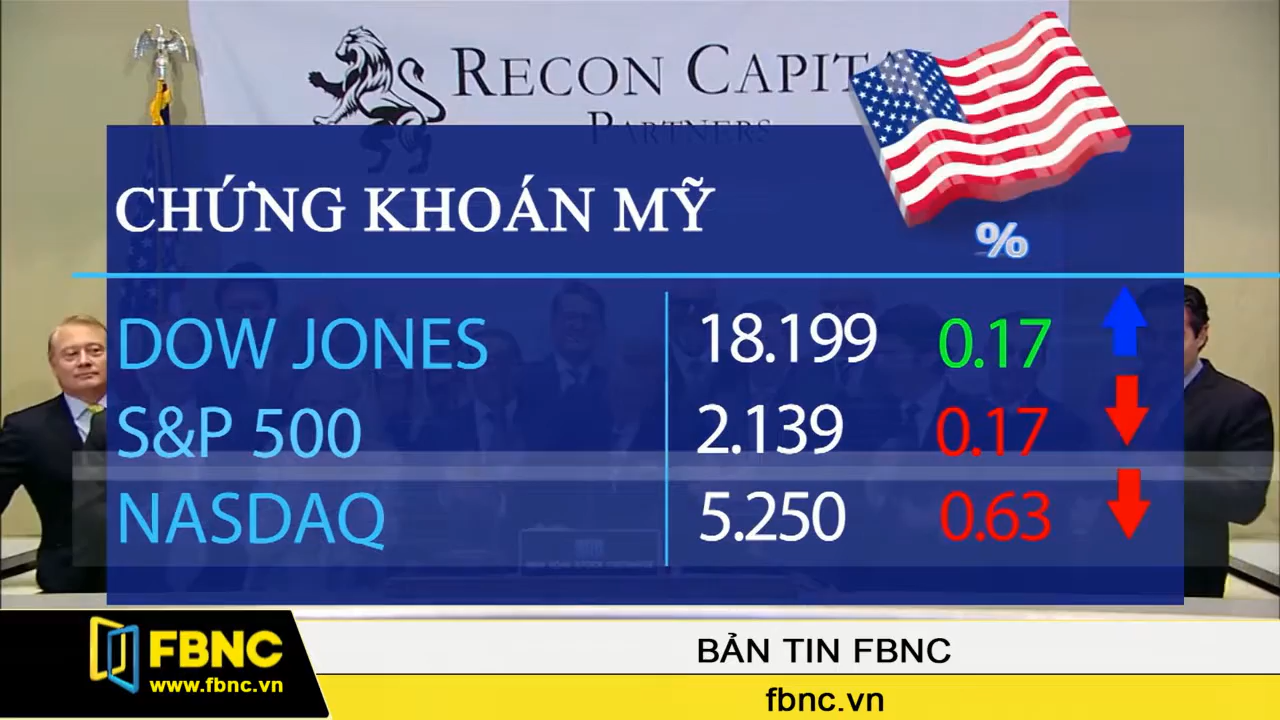 RECON CAPITA
PARTNERS
CHỨNG KHOÁN MỸ
%
DOW JONES 18.199 0.17
S&P 500 2.139 0.17
NASDAQ 5.250 0.63
FBNC
www.fbnc.vn
BẢN TIN FBNC
fbnc.vn